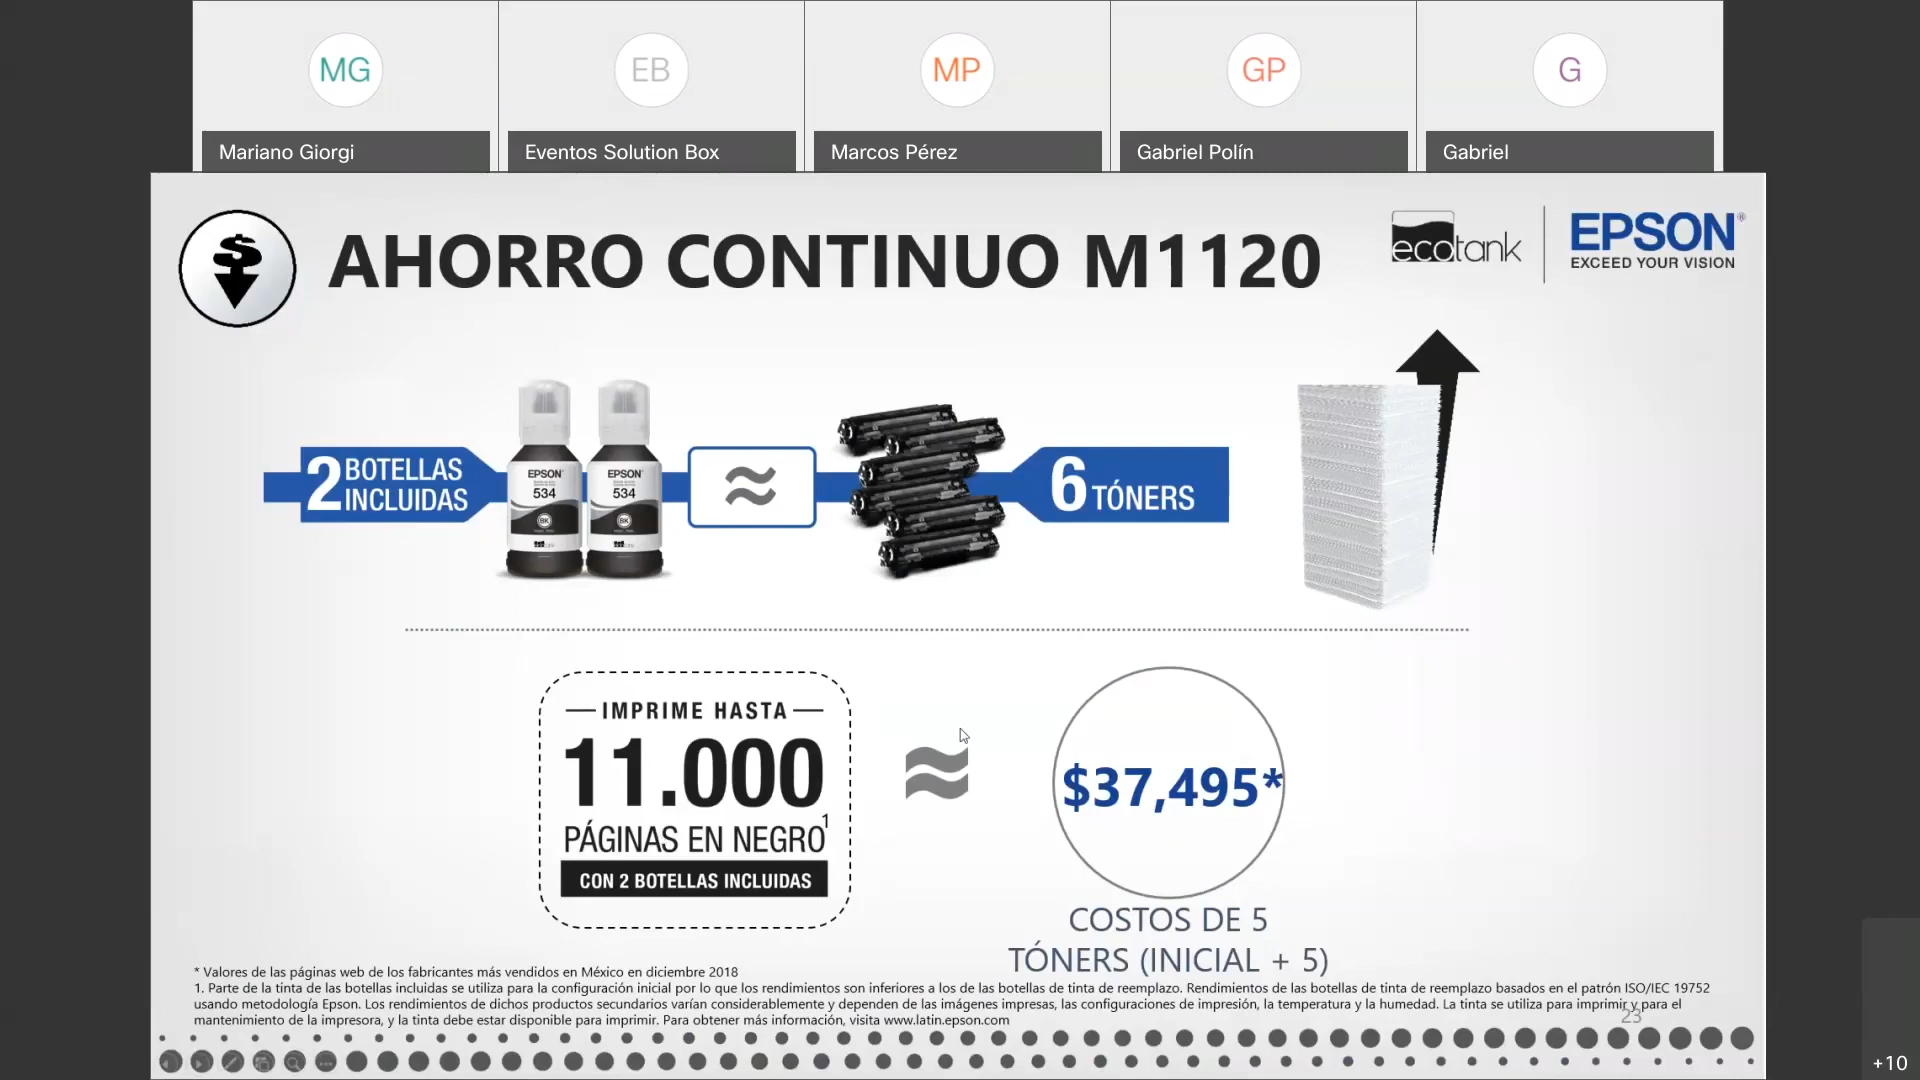 MG
EB
MP
GP
G
Mariano Giorgi
Eventos Solution Box
Marcos Pérez
Gabriel Polín
Gabriel
AHORRO CONTINUO M1120
ecotank
EPSON®
EXCEED YOUR VISION
2 BOTELLAS
INCLUIDAS
EPSON
534
BK
EPSON
534
BK
≈
6 TÓNERS
IMPRIME HASTA
11.000
PÁGINAS EN NEGRO1
CON 2 BOTELLAS INCLUIDAS
≈
$37,495*
COSTOS DE 5
TÓNERS (INICIAL + 5)
* Valores de las páginas web de los fabricantes más vendidos en México en diciembre 2018
1. Parte de la tinta de las botellas incluidas se utiliza para la configuración inicial por lo que los rendimientos son inferiores a los de las botellas de tinta de reemplazo. Rendimientos de las botellas de tinta de reemplazo basados en el patrón ISO/IEC 19752
usando metodología Epson. Los rendimientos de dichos productos secundarios varían considerablemente y dependen de las imágenes impresas, las configuraciones de impresión, la temperatura y la humedad. La tinta se utiliza para imprimir y para el
mantenimiento de la impresora, y la tinta debe estar disponible para imprimir. Para obtener más información, visita www.latin.epson.com
23
+10